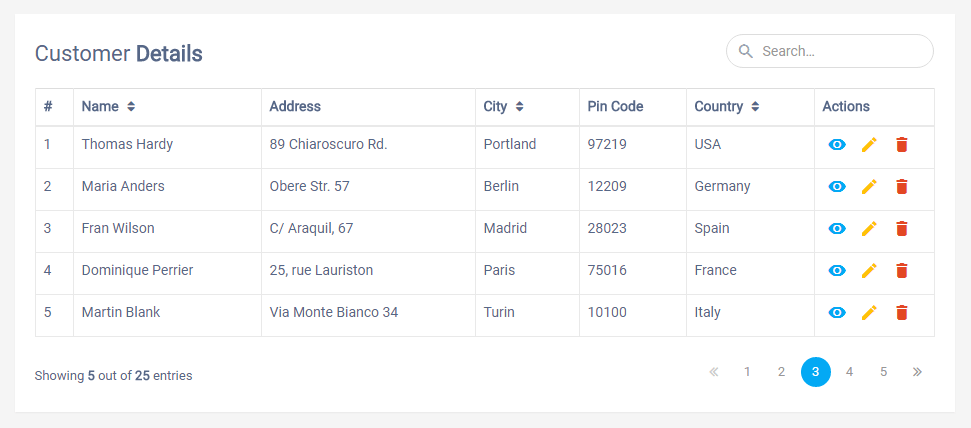 Customer Details
Search...
# Name Address City Pin Code Country Actions
1 Thomas Hardy 89 Chiaroscuro Rd. Portland 97219 USA
2 Maria Anders Obere Str. 57 Berlin 12209 Germany
3 Fran Wilson C/ Araquil, 67 Madrid 28023 Spain
4 Dominique Perrier 25, rue Lauriston Paris 75016 France
5 Martin Blank Via Monte Bianco 34 Turin 10100 Italy
Showing 5 out of 25 entries
« 1 2 3 4 5 »